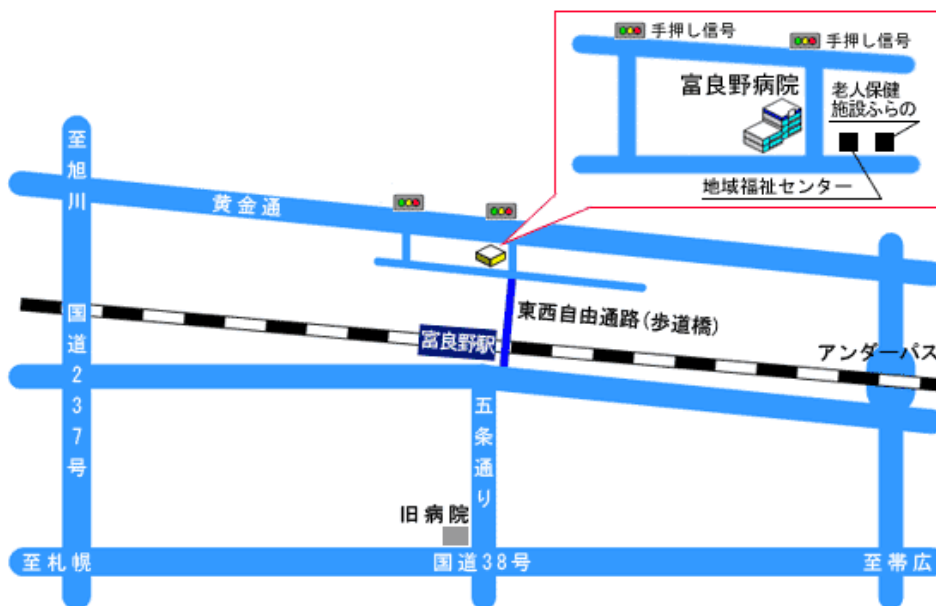 手押し信号
手押し信号
富良野病院
老人保健
施設ふらの
地域福祉センター
至旭川
黄金通
国道237号
東西自由通路(歩道橋)
富良野駅
アンダーパス
五条通り
旧病院
至札幌
国道38号
至帯広